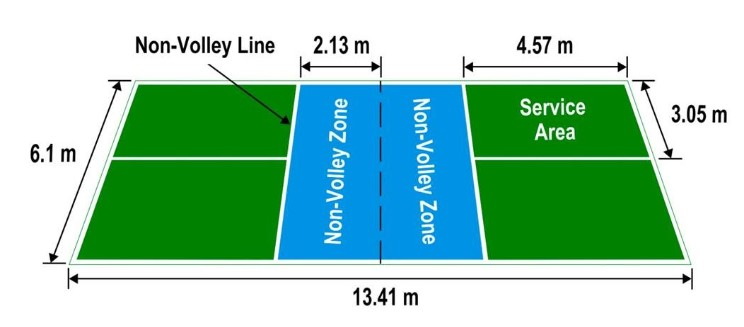 Non-Volley Line
2.13 m
4.57 m
Service
Area
3.05 m
6.1 m
Non-Volley Zone
Non-Volley Zone
13.41 m